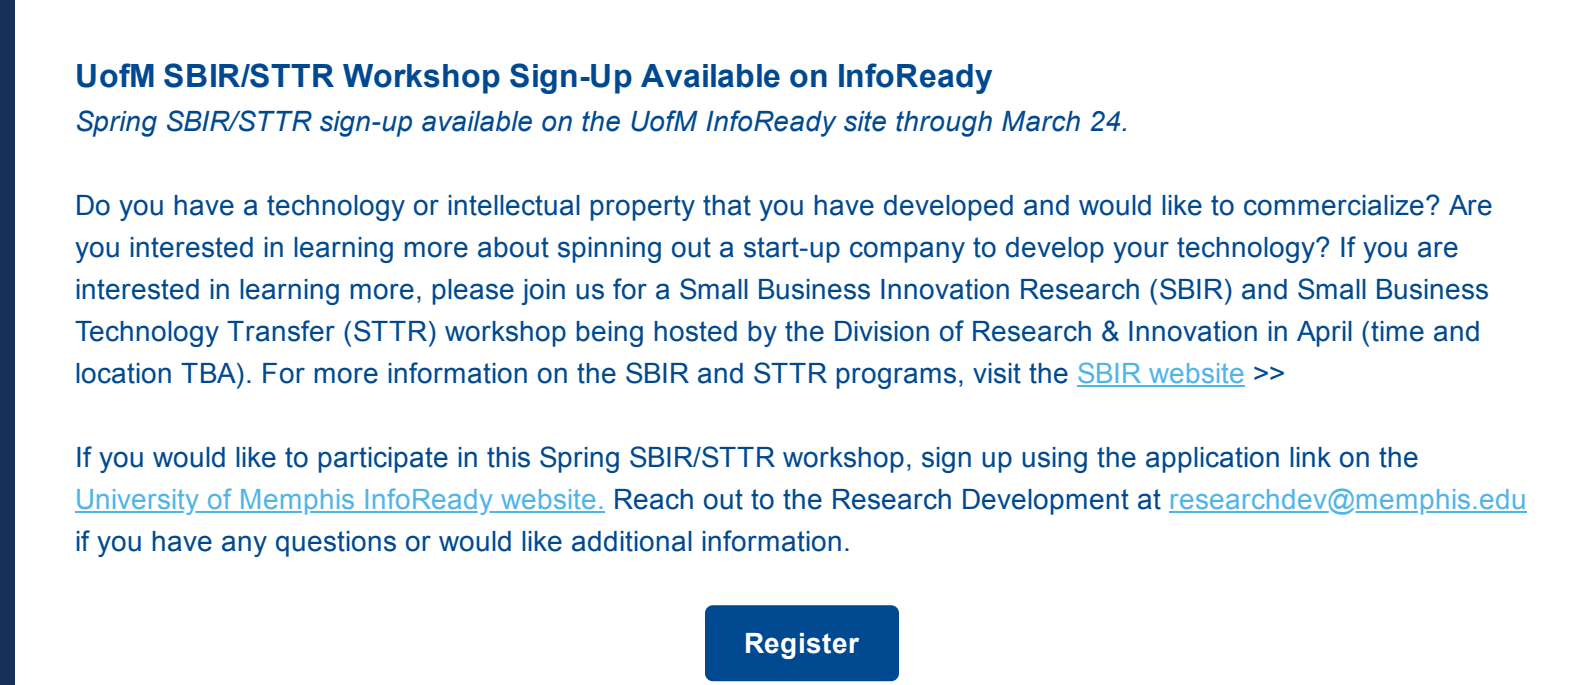 UofM SBIR/STTR Workshop Sign-Up Available on InfoReady
Spring SBIR/STTR sign-up available on the UofM InfoReady site through March 24.
Do you have a technology or intellectual property that you have developed and would like to commercialize? Are
you interested in learning more about spinning out a start-up company to develop your technology? If you are
interested in learning more, please join us for a Small Business Innovation Research (SBIR) and Small Business
Technology Transfer (STTR) workshop being hosted by the Division of Research & Innovation in April (time and
location TBA). For more information on the SBIR and STTR programs, visit the SBIR website >>
If you would like to participate in this Spring SBIR/STTR workshop, sign up using the application link on the
University of Memphis InfoReady website. Reach out to the Research Development at researchdev@memphis.edu
if you have any questions or would like additional information.
Register